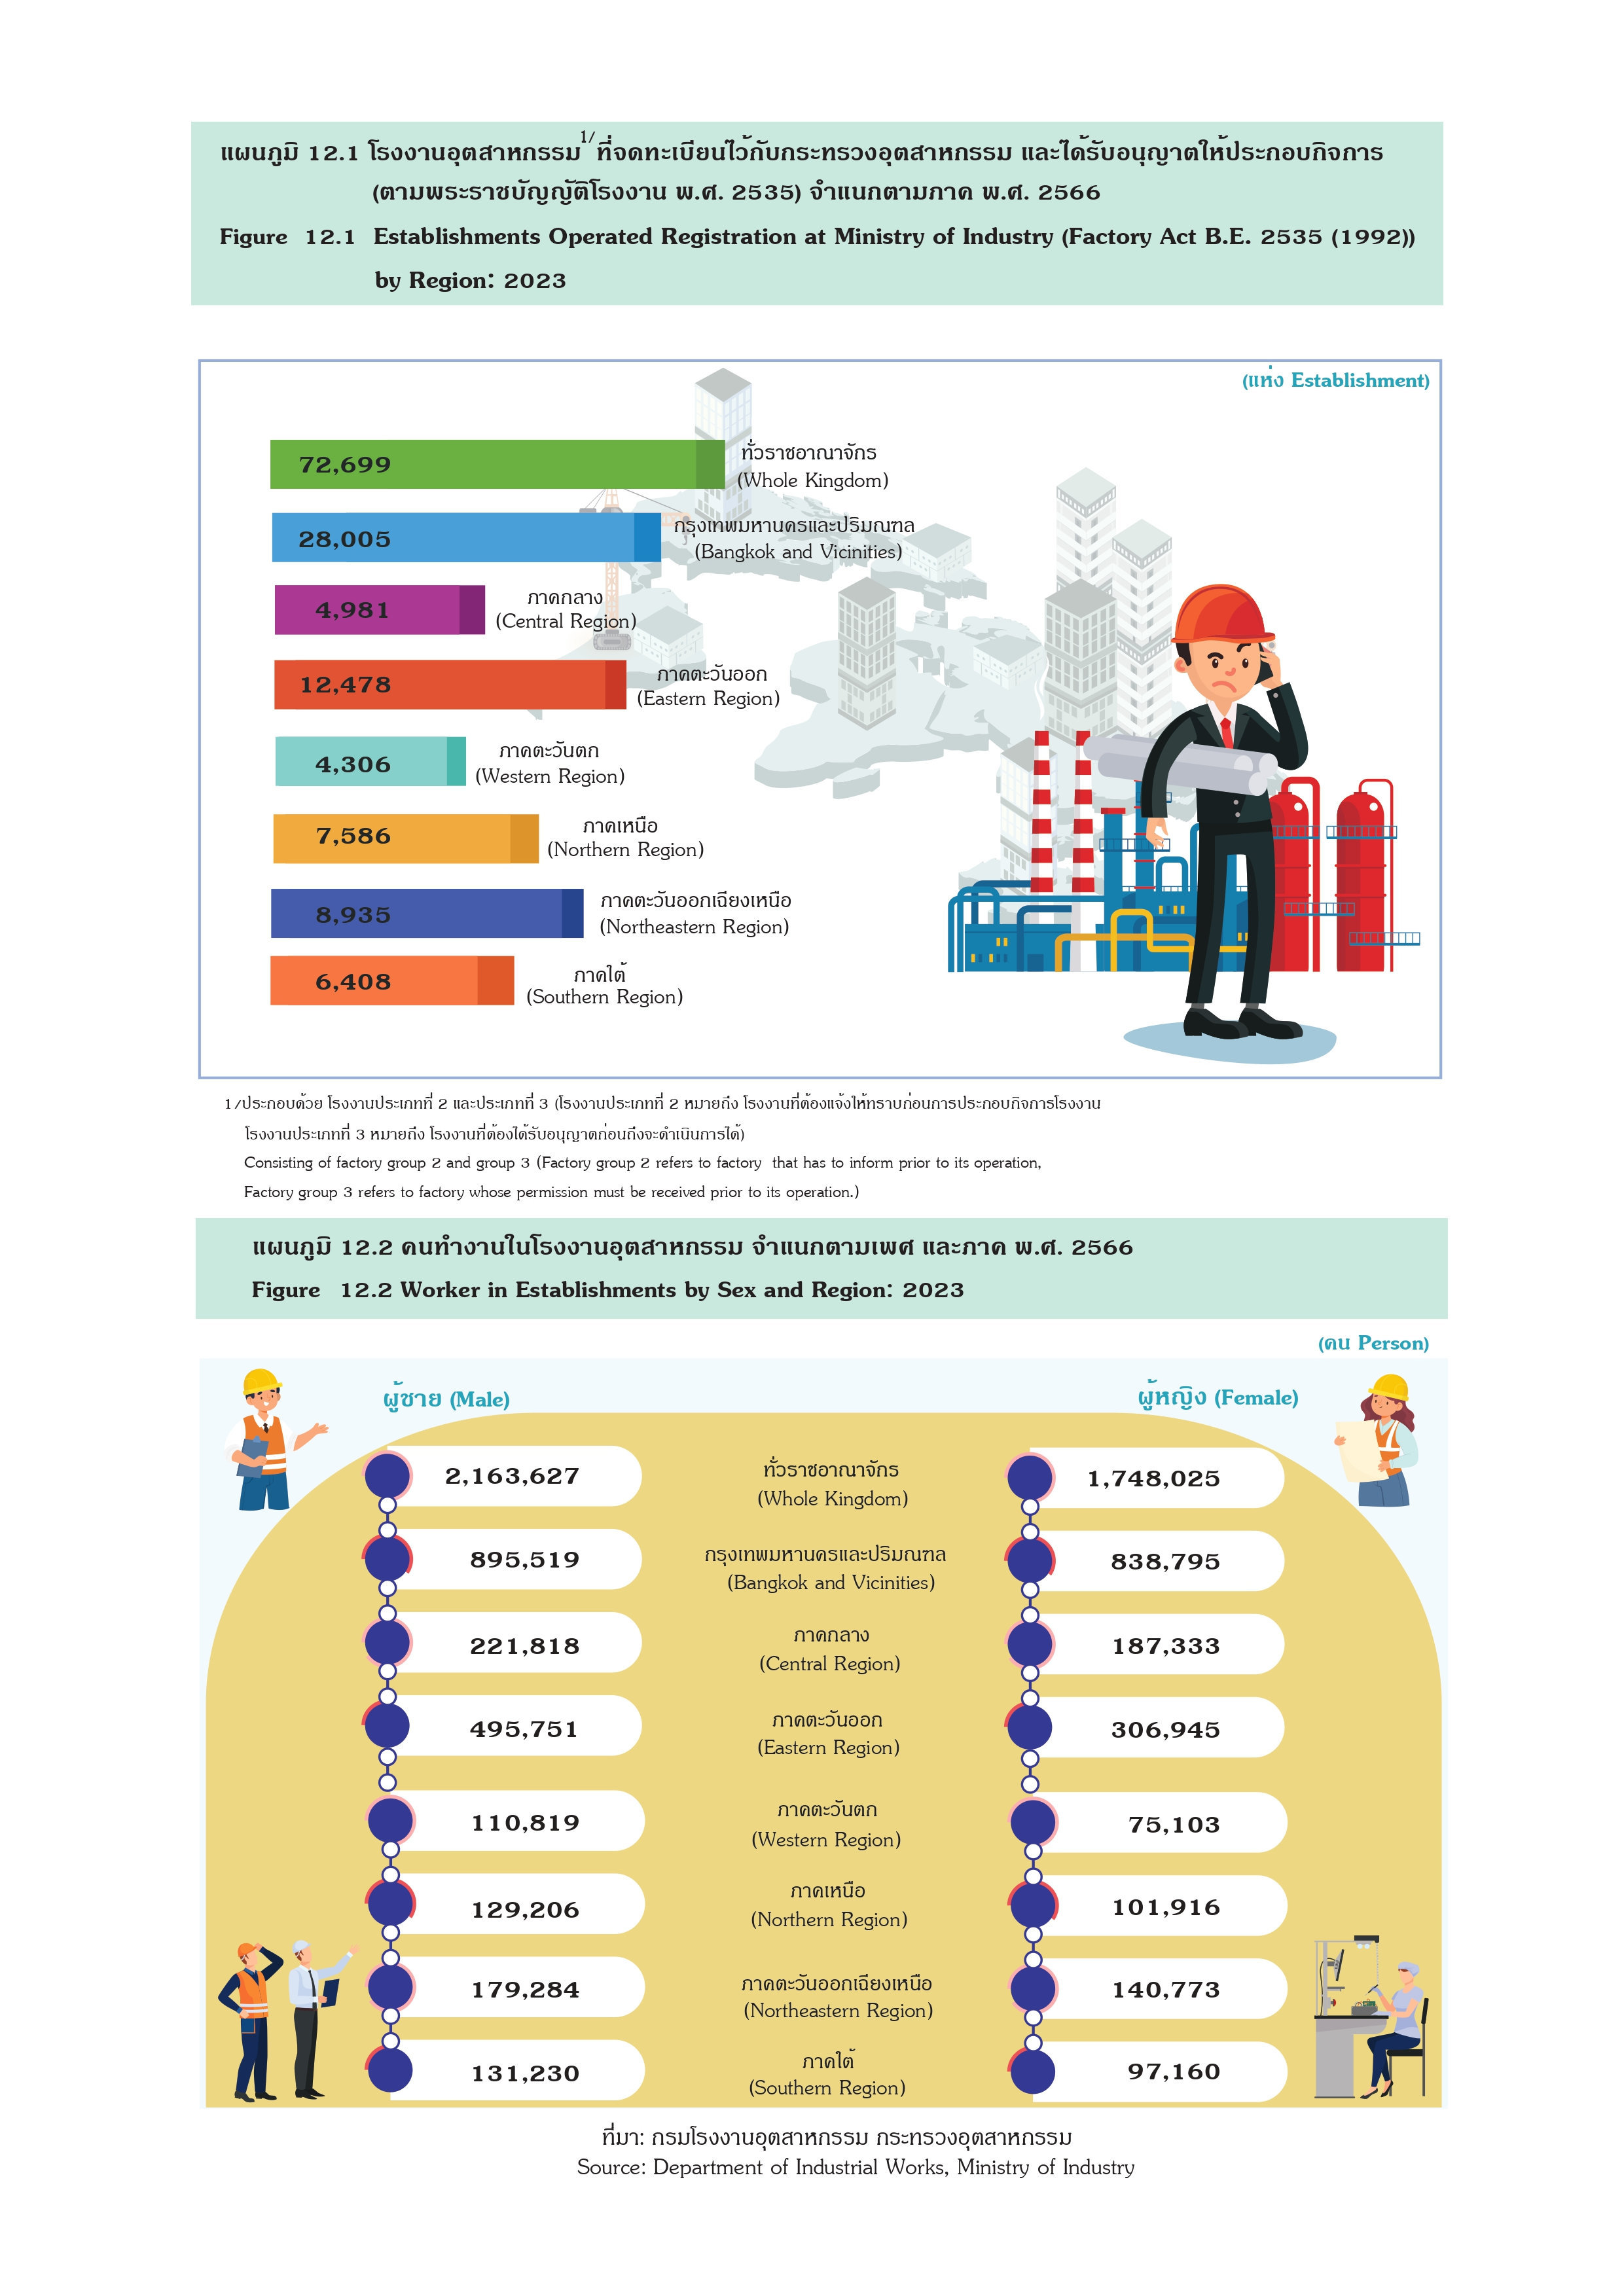 แผนภูมิ 12.1 โรงงานอุตสาหกรรม1/ที่จดทะเบียนไว้กับกระทรวงอุตสาหกรรม และได้รับอนุญาตให้ประกอบกิจการ
(ตามพระราชบัญญัติโรงงาน พ.ศ. 2535) จำแนกตามภาค พ.ศ. 2566
Figure 12.1 Establishments Operated Registration at Ministry of Industry (Factory Act B.E. 2535 (1992))
by Region: 2023
(แห่ง Establishment)
72,699
ทั่วราชอาณาจักร
(Whole Kingdom)
28,005
กรุงเทพมหานครและปริมณฑล
(Bangkok and Vicinities)
4,981
ภาคกลาง
(Central Region)
12,478
ภาคตะวันออก
(Eastern Region)
4,306
ภาคตะวันตก
(Western Region)
7,586
ภาคเหนือ
(Northern Region)
8,935
ภาคตะวันออกเฉียงเหนือ
(Northeastern Region)
6,408
ภาคใต้
(Southern Region)
1/ประกอบด้วย โรงงานประเภทที่ 2 และประเภทที่ 3 (โรงงานประเภทที่ 2 หมายถึง โรงงานที่ต้องแจ้งให้ทราบก่อนการประกอบกิจการโรงงาน
โรงงานประเภทที่ 3 หมายถึง โรงงานที่ต้องได้รับอนุญาตก่อนถึงจะดำเนินการได้)
Consisting of factory group 2 and group 3 (Factory group 2 refers to factory that has to inform prior to its operation,
Factory group 3 refers to factory whose permission must be received prior to its operation.)
แผนภูมิ 12.2 คนทำงานในโรงงานอุตสาหกรรม จำแนกตามเพศ และภาค พ.ศ. 2566
Figure 12.2 Worker in Establishments by Sex and Region: 2023
(คน Person)
ผู้ชาย (Male)
ผู้หญิง (Female)
2,163,627
ทั่วราชอาณาจักร
(Whole Kingdom)
1,748,025
895,519
กรุงเทพมหานครและปริมณฑล
(Bangkok and Vicinities)
838,795
221,818
ภาคกลาง
(Central Region)
187,333
495,751
ภาคตะวันออก
(Eastern Region)
306,945
110,819
ภาคตะวันตก
(Western Region)
75,103
129,206
ภาคเหนือ
(Northern Region)
101,916
179,284
ภาคตะวันออกเฉียงเหนือ
(Northeastern Region)
140,773
131,230
ภาคใต้
(Southern Region)
97,160
ที่มา: กรมโรงงานอุตสาหกรรม กระทรวงอุตสาหกรรม
Source: Department of Industrial Works, Ministry of Industry